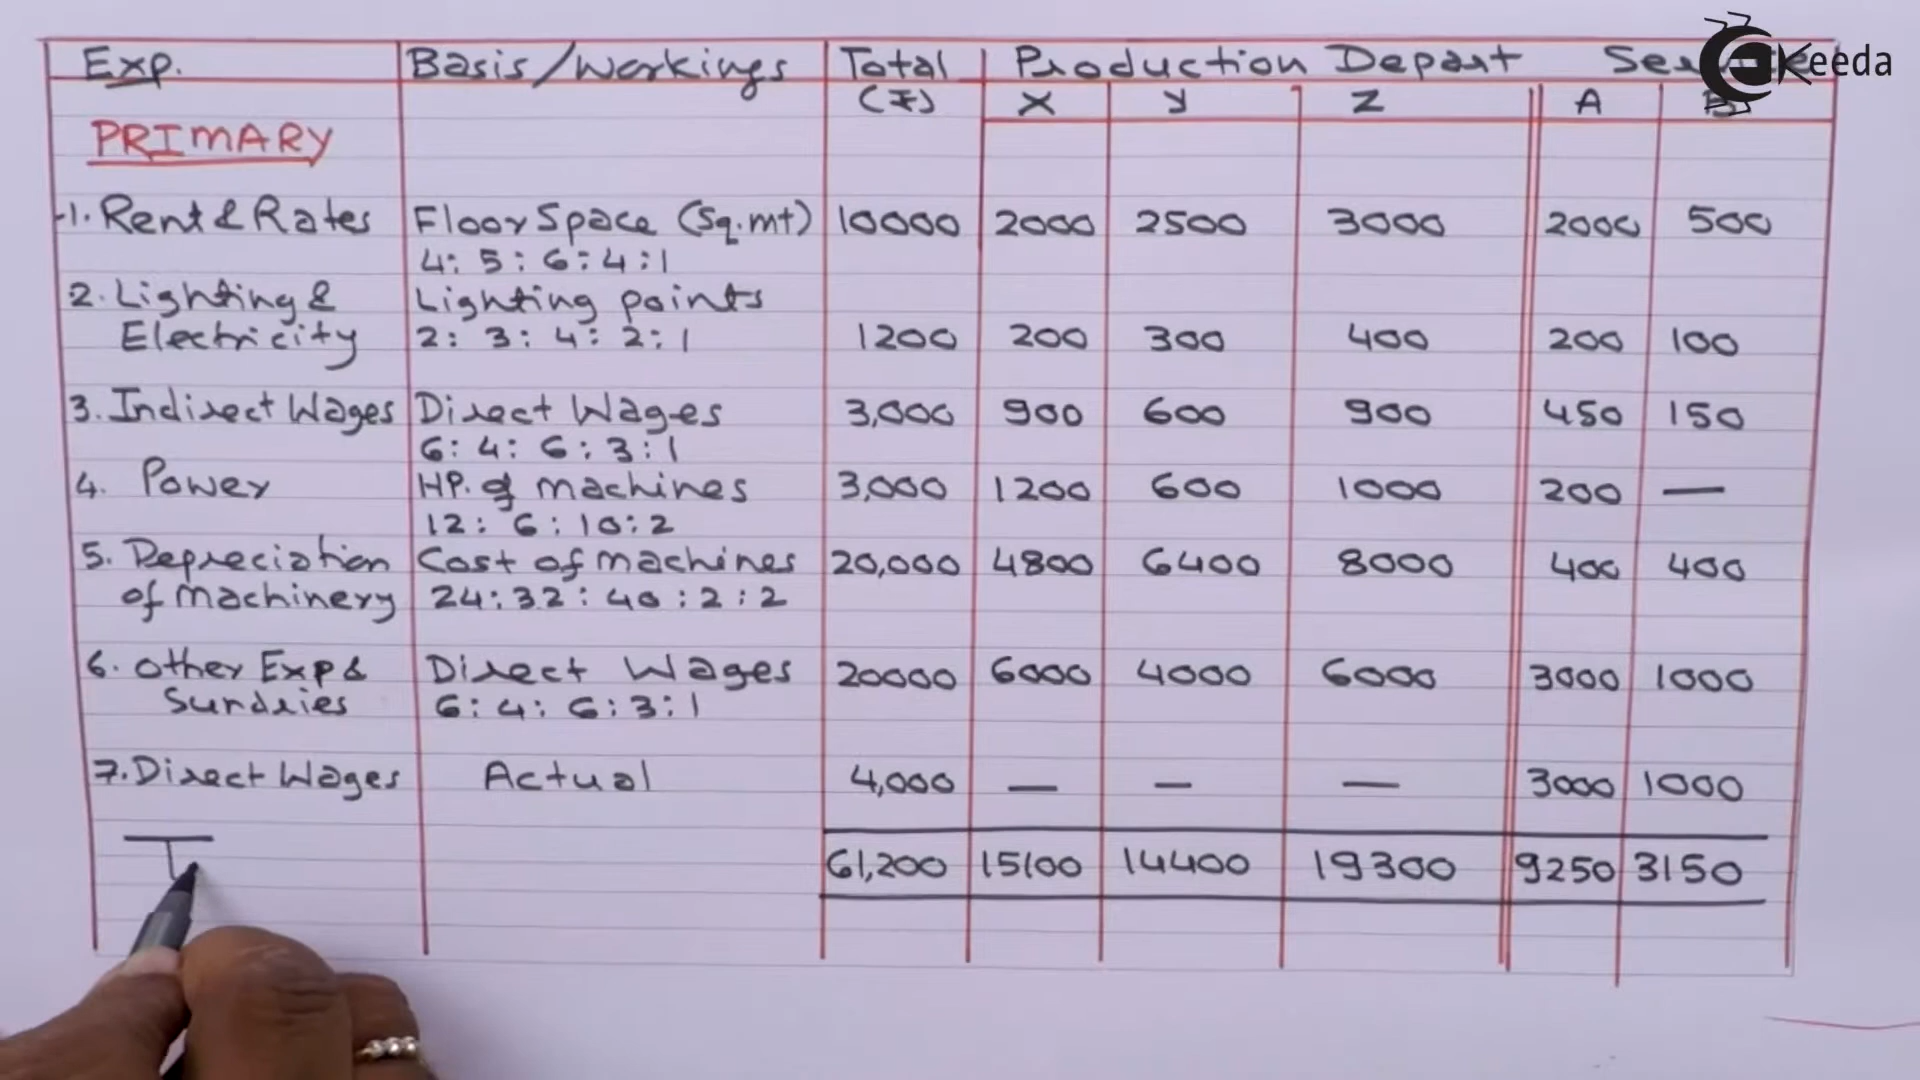 Exp. Basis/Workings Total Production Depart Service
(₹) X Y Z A B
PRIMARY
1. Rent & Rates Floor Space (Sq.mt) 10000 2000 2500 3000 2000 500
4: 5: 6: 4: 1
2. Lighting & Lighting points
Electricity 2: 3: 4: 2: 1 1200 200 300 400 200 100
3. Indirect Wages Direct Wages 3,000 900 600 900 450 150
6: 4: 6: 3: 1
4. Power HP. of machines 3,000 1200 600 1000 200 —
12: 6: 10: 2
5. Depreciation Cost of machines 20,000 4800 6400 8000 400 400
of machinery 24: 32: 40: 2: 2
6. Other Exp & Direct Wages 20000 6000 4000 6000 3000 1000
Sundries 6: 4: 6: 3: 1
7. Direct Wages Actual 4,000 — — — 3000 1000
T 61,200 15100 14400 19300 9250 3150
eKeeda